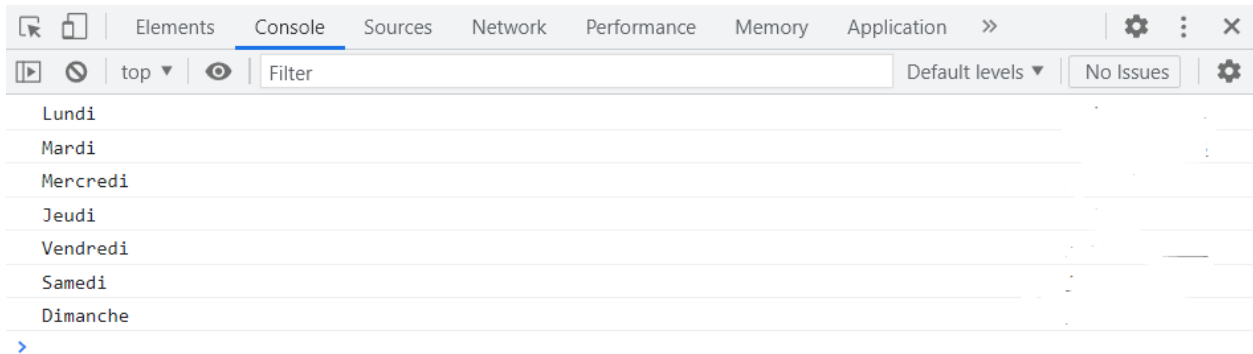 Elements Console Sources Network Performance Memory Application
top Filter Default levels No Issues
Lundi
Mardi
Mercredi
Jeudi
Vendredi
Samedi
Dimanche